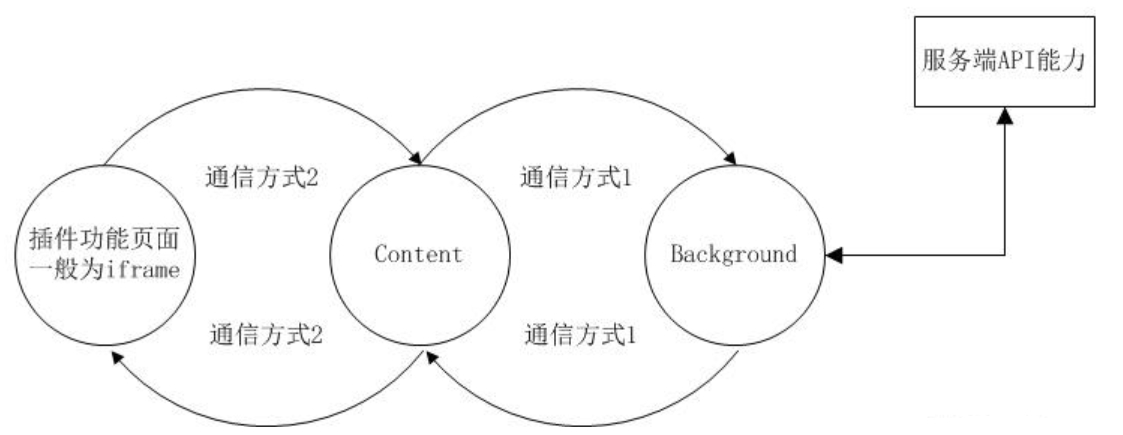 服务端API能力
通信方式2
通信方式1
插件功能页面
一般为iframe
Content
Background
通信方式2
通信方式1